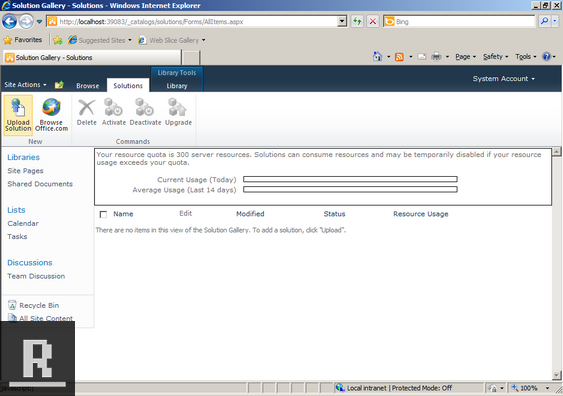 Solution Gallery - Solutions - Windows Internet Explorer
http://localhost:39083/_catalogs/solutions/Forms/AllItems.aspx
Bing
Favorites Suggested Sites Web Slice Gallery
Solution Gallery - Solutions
Page Safety Tools
Library Tools
Site Actions Browse Solutions Library System Account
Upload Solution Browse Office.com Delete Activate Deactivate Upgrade
New Commands
Libraries
Site Pages
Shared Documents
Lists
Calendar
Tasks
Discussions
Team Discussion
Recycle Bin
All Site Content
Your resource quota is 300 server resources. Solutions can consume resources and may be temporarily disabled if your resource
usage exceeds your quota.
Current Usage (Today)
Average Usage (Last 14 days)
Name Edit Modified Status Resource Usage
There are no items in this view of the Solution Gallery. To add a solution, click "Upload".
R
Local intranet | Protected Mode: Off 100%